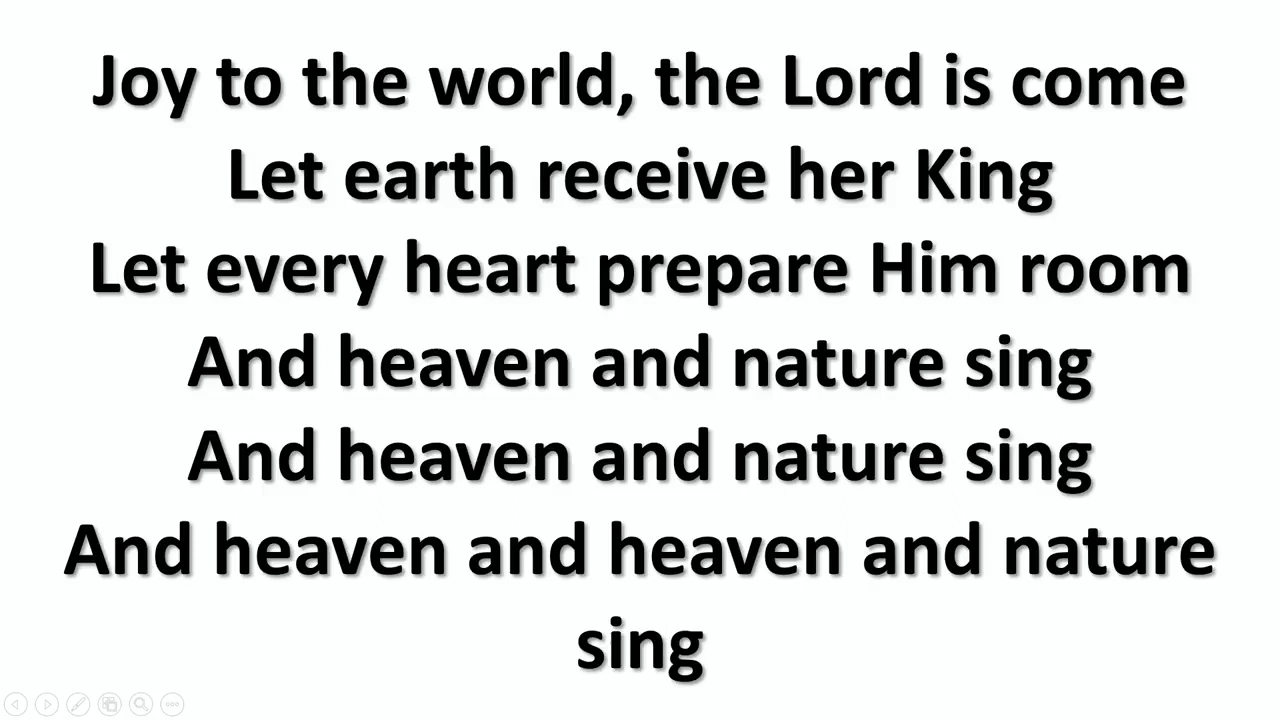 Joy to the world, the Lord is come
Let earth receive her King
Let every heart prepare Him room
And heaven and nature sing
And heaven and nature sing
And heaven and heaven and nature
sing